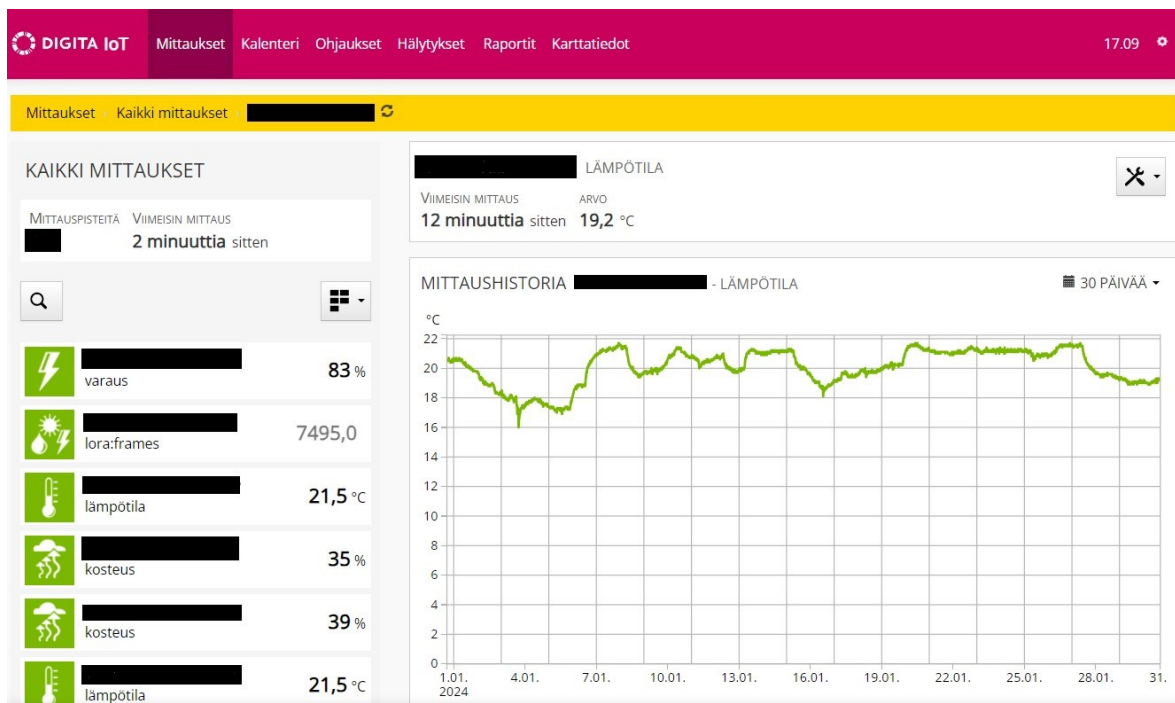 DIGITA IoT Mittaukset Kalenteri Ohjaukset Hälytykset Raportit Karttatiedot 17.09
Mittaukset Kaikki mittaukset
KAIKKI MITTAUKSET
MITTAUSPISTEITÄ VIIMEISIN MITTAUS
2 minuuttia sitten
83 %
varaus
7495,0
lora:frames
21,5 °C
lämpötila
35 %
kosteus
39 %
kosteus
21,5 °C
lämpötila
LÄMPÖTILA
VIIMEISIN MITTAUS ARVO
12 minuuttia sitten 19,2 °C
MITTAUSHISTORIA - LÄMPÖTILA 30 PÄIVÄÄ
°C
22
20
18
16
14
12
10
8
6
4
2
0
1.01. 4.01. 7.01. 10.01. 13.01. 16.01. 19.01. 22.01. 25.01. 28.01. 31.
2024